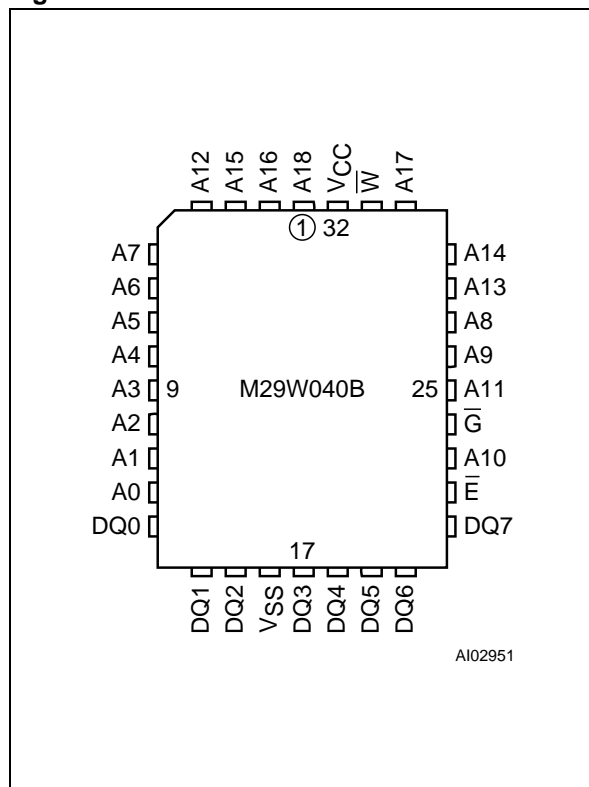 A12 A15 A16 A18 VCC W̅ A17
① 32
A7 A14
A6 A13
A5 A8
A4 A9
A3 9 M29W040B 25 A11
A2 G̅
A1 A10
A0 E̅
DQ0 DQ7
17
DQ1 DQ2 VSS DQ3 DQ4 DQ5 DQ6
AI02951